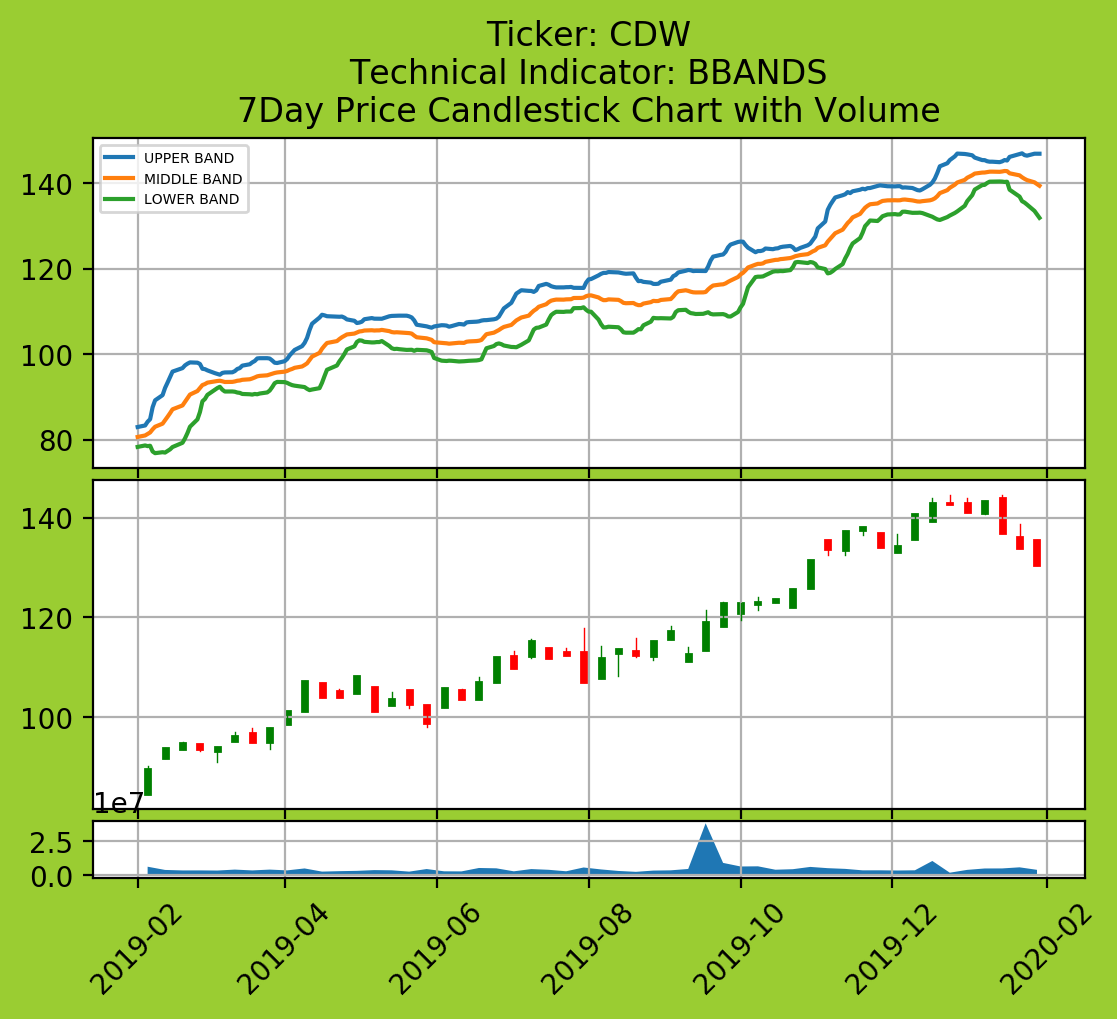 Ticker: CDW
Technical Indicator: BBANDS
7Day Price Candlestick Chart with Volume
UPPER BAND
MIDDLE BAND
LOWER BAND
140
120
100
80
140
120
100
1e7
2.5
0.0
2019-02
2019-04
2019-06
2019-08
2019-10
2019-12
2020-02